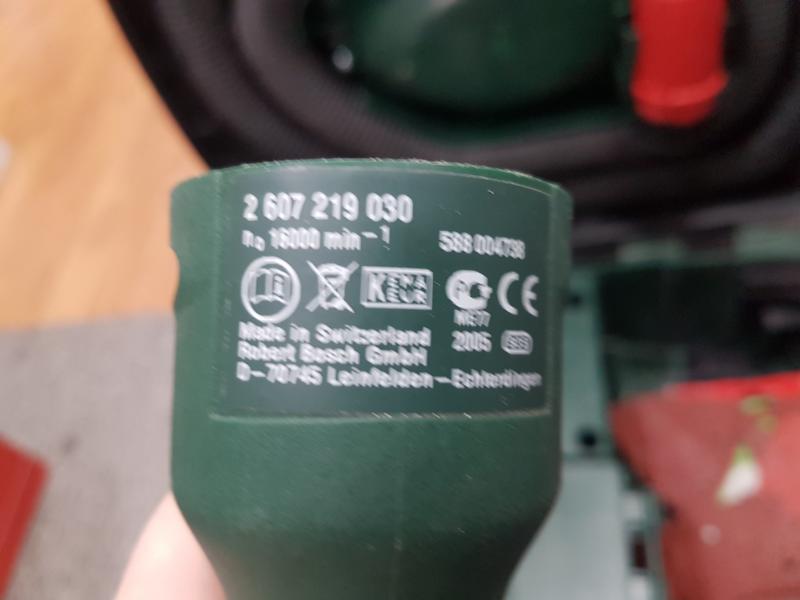 2 607 219 030
n₀ 16000 min⁻¹ 588 004738
KEMA KEUR CE
ME77
Made in Switzerland
Robert Bosch GmbH 2005
D-70745 Leinfelden-Echterdingen